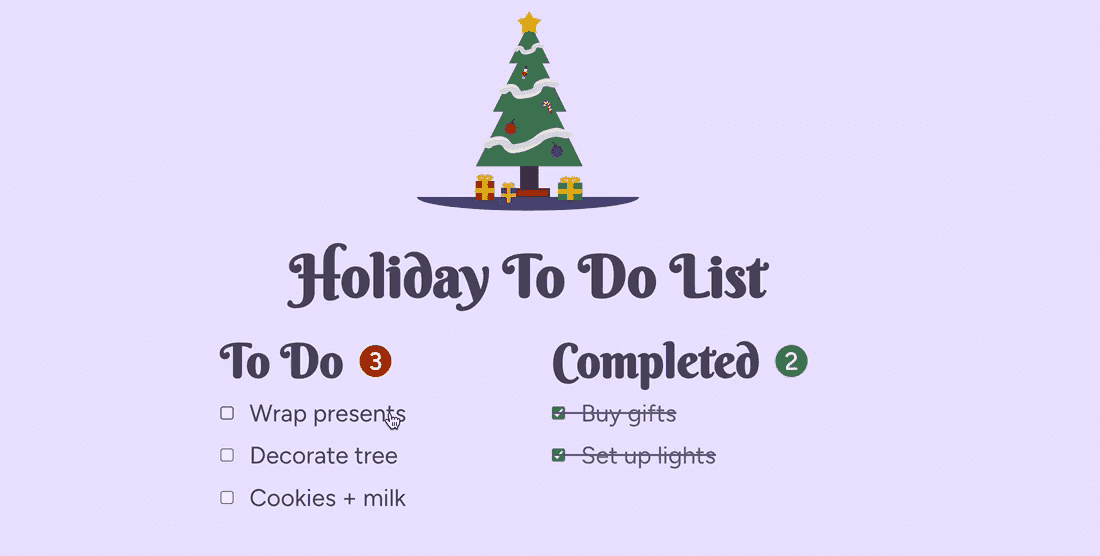 Holiday To Do List
To Do 3
Wrap presents
Decorate tree
Cookies + milk
Completed 2
Buy gifts
Set up lights